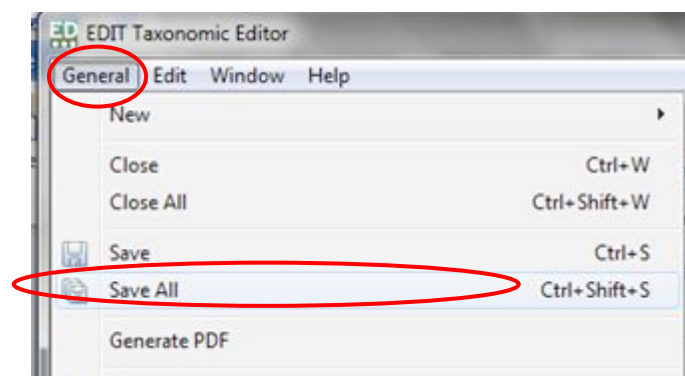 EDIT Taxonomic Editor
General Edit Window Help
New
Close Ctrl+W
Close All Ctrl+Shift+W
Save Ctrl+S
Save All Ctrl+Shift+S
Generate PDF